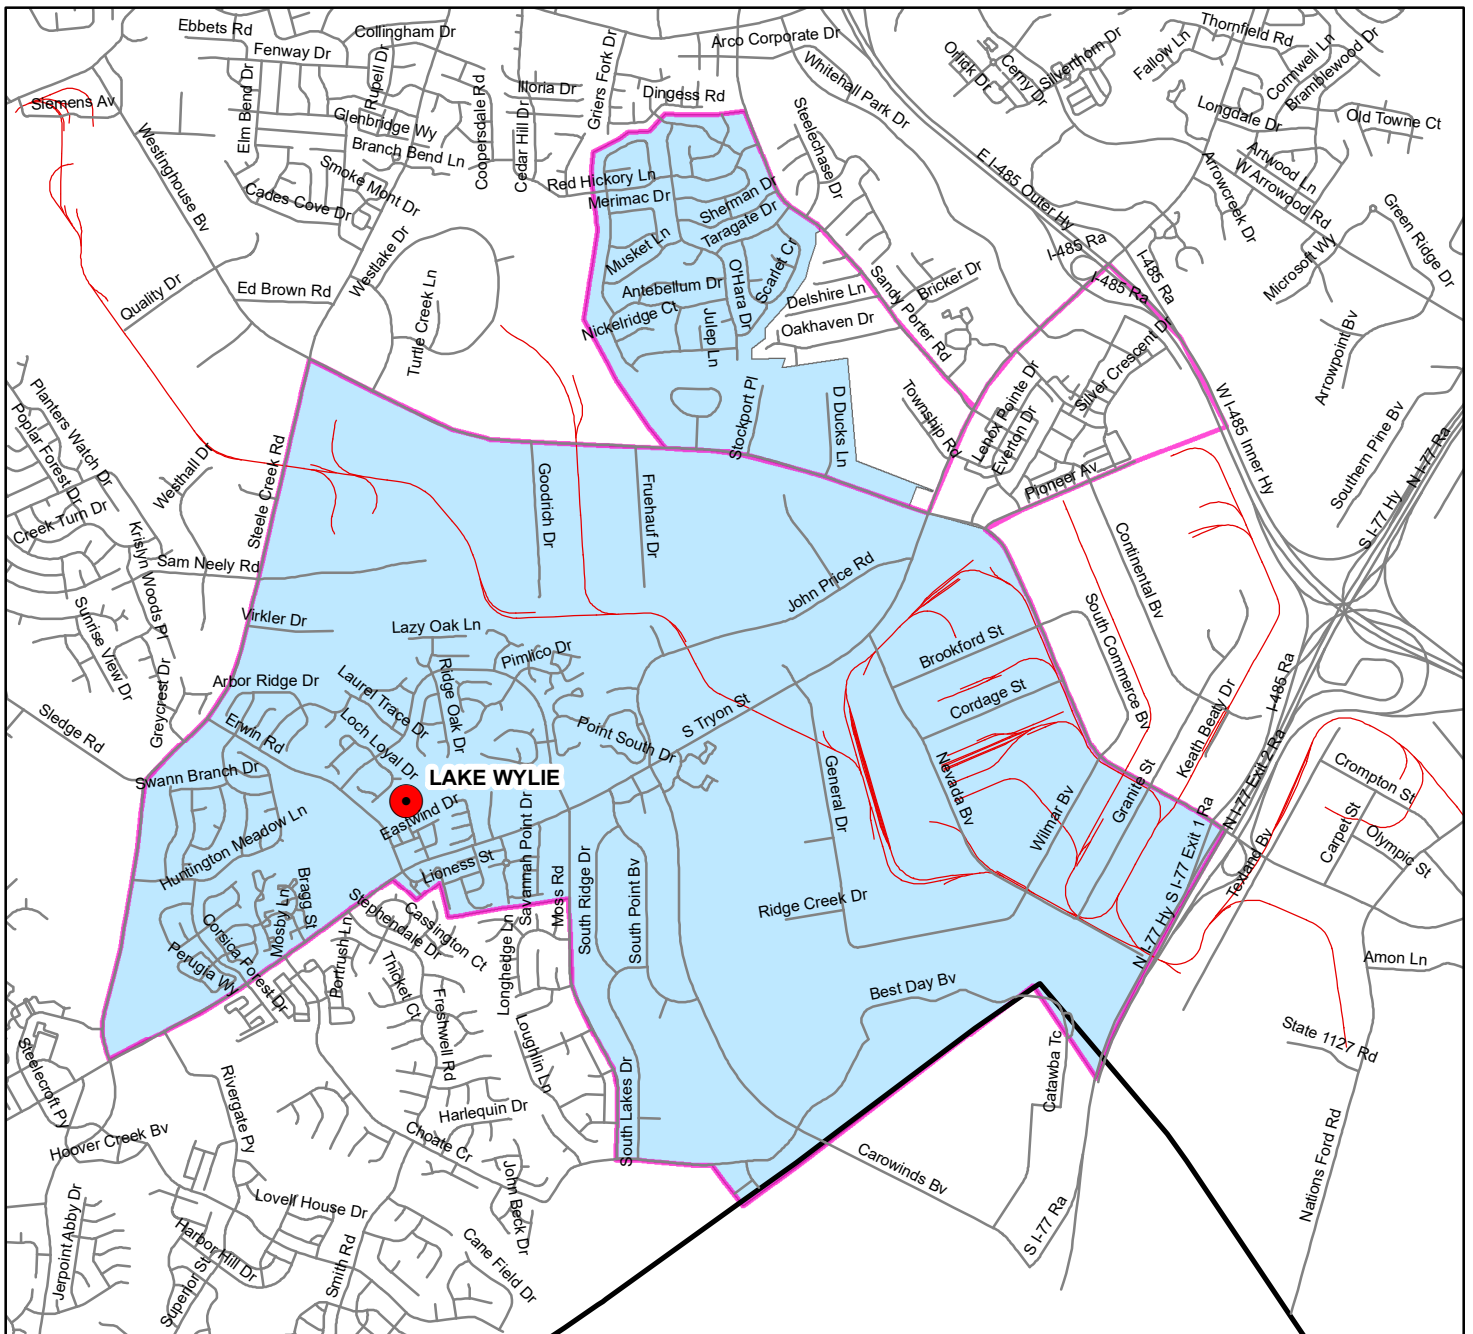 Ebbets Rd
Collingham Dr
Fenway Dr
Arco Corporate Dr
Thornfield Rd
Griers Fork Dr
Whitehall Park Dr
Orlick Dr
Cerny Dr
Silverthorn Dr
Fallow Ln
Cornwell Ln
Bramblewood Dr
Siemens Av
Elm Bend Dr
Rupell Dr
Coopersdale Rd
Illoria Dr
Cedar Hill Dr
Dingess Rd
Steelechase Dr
Longdale Dr
Old Towne Ct
Westinghouse Bv
Glenbridge Wy
Branch Bend Ln
Smoke Mont Dr
Cades Cove Dr
Red Hickory Ln
Merimac Dr
Sherman Dr
Taragate Dr
E I-485 Outer Hy
Artwood Ln
W Arrowood Rd
Arrowcreek Dr
Green Ridge Dr
Microsoft Wy
Westlake Dr
Musket Ln
Antebellum Dr
O'Hara Dr
Scarlet Cr
I-485 Ra
I-485 Ra
I-485 Ra
Quality Dr
Ed Brown Rd
Turtle Creek Ln
Nickelridge Ct
Julep Ln
Delshire Ln
Oakhaven Dr
Sandy Porter Rd
Bricker Dr
Arrowpoint Bv
Silver Crescent Dr
Lenox Pointe Dr
Everton Dr
Township Rd
D Ducks Ln
Stockport Pl
W I-485 Inner Hy
Southern Pine Bv
N I-77 Ra
S I-77 Hy
Planters Watch Dr
Poplar Forest Dr
Creek Turn Dr
Westhall Dr
Steele Creek Rd
Goodrich Dr
Fruehauf Dr
Pioneer Av
Continental Bv
Krislyn Woods Pl
Sam Neely Rd
John Price Rd
South Commerce Bv
Sunrise View Dr
Virkler Dr
Lazy Oak Ln
Pimlico Dr
Brookford St
Greycrest Dr
Arbor Ridge Dr
Laurel Trace Dr
Ridge Oak Dr
Cordage St
I-485 Ra
Keath Beaty Dr
Sledge Rd
Erwin Rd
Loch Loyal Dr
Point South Dr
S Tryon St
Swann Branch Dr
LAKE WYLIE
Eastwind Dr
General Dr
Nevada Bv
Wilmar Bv
Granite St
N I-77 Exit 2 Ra
Crompton St
Carpet St
Olympic St
Texland Bv
Huntington Meadow Ln
Lioness St
Savannah Point Dr
Moss Rd
South Ridge Dr
South Point Bv
S I-77 Exit 1 Ra
Bragg St
Mosby Ln
Stephendale Dr
Cassington Ct
Ridge Creek Dr
N I-77 Hy
Corsica Forest Dr
Perugia Wy
Portrush Ln
Thicket Ct
Longhedge Ln
Amon Ln
Best Day Bv
Freshwell Rd
Loughlin Ln
State 1127 Rd
Steelecroft Py
Rivergate Py
Harlequin Dr
South Lakes Dr
Catawba Tc
Hoover Creek Bv
Choate Cr
Carowinds Bv
Nations Ford Rd
Jerpoint Abby Dr
Lovell House Dr
John Beck Dr
S I-77 Ra
Harbor Hill Dr
Superior St
Smith Rd
Cane Field Dr